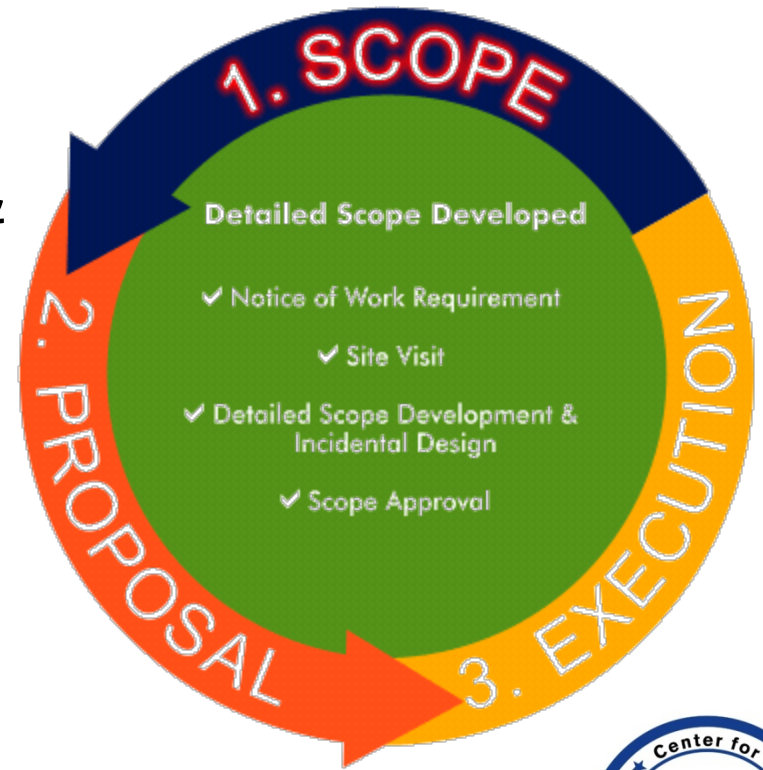 1. SCOPE
Detailed Scope Developed
✓ Notice of Work Requirement
✓ Site Visit
✓ Detailed Scope Development &
Incidental Design
✓ Scope Approval
2. PROPOSAL
3. EXECUTION
Center for